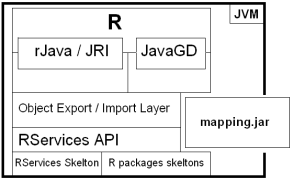 JVM
R
rJava / JRI
JavaGD
Object Export / Import Layer
mapping.jar
RServices API
RServices Skelton
R packages skeltons